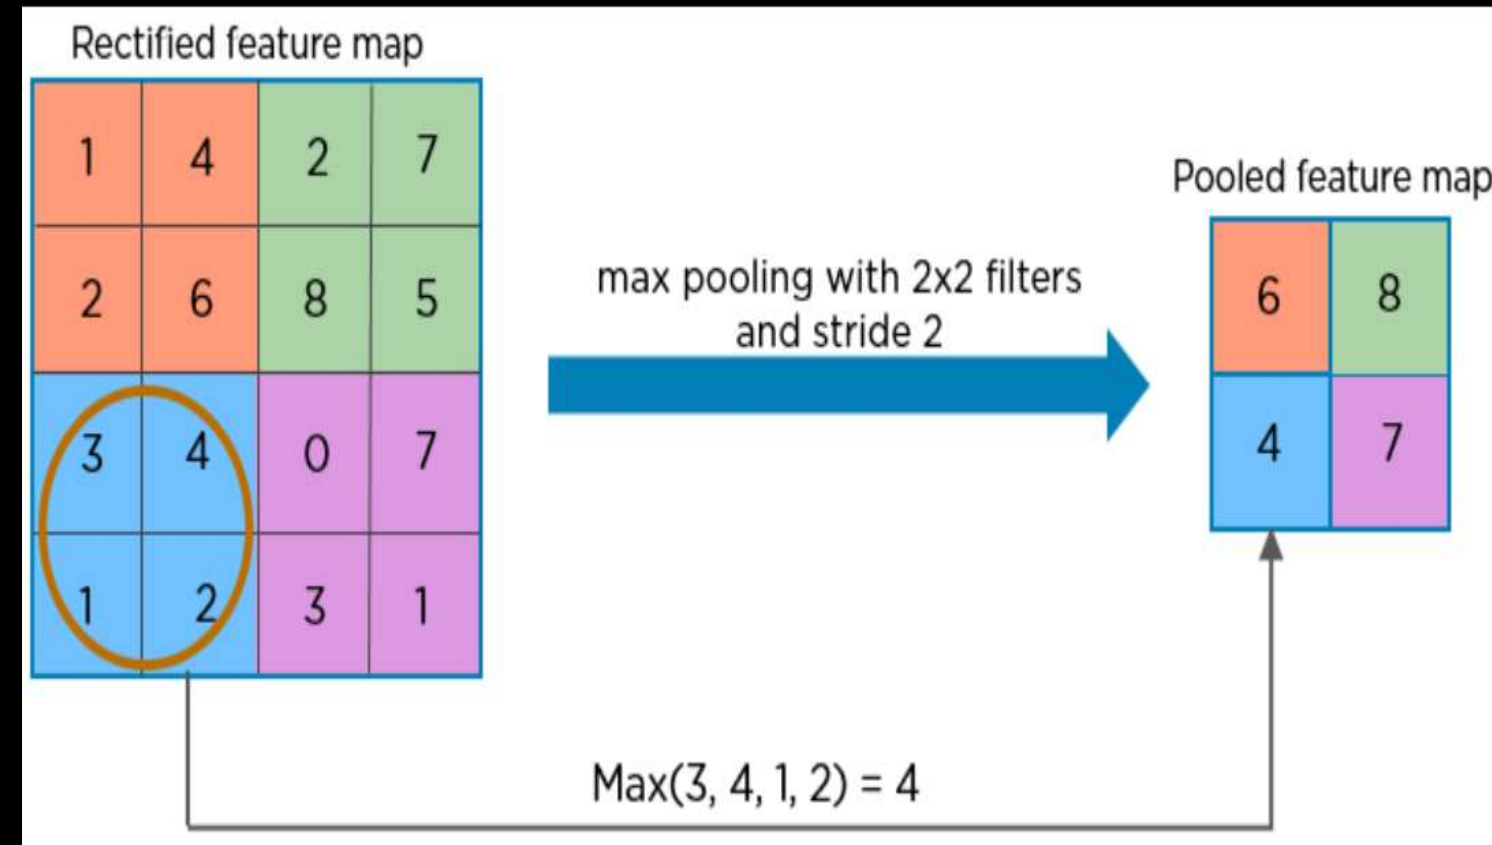 Rectified feature map
1 4 2 7
2 6 8 5
3 4 0 7
1 2 3 1
max pooling with 2x2 filters
and stride 2
Pooled feature map
6 8
4 7
Max(3, 4, 1, 2) = 4